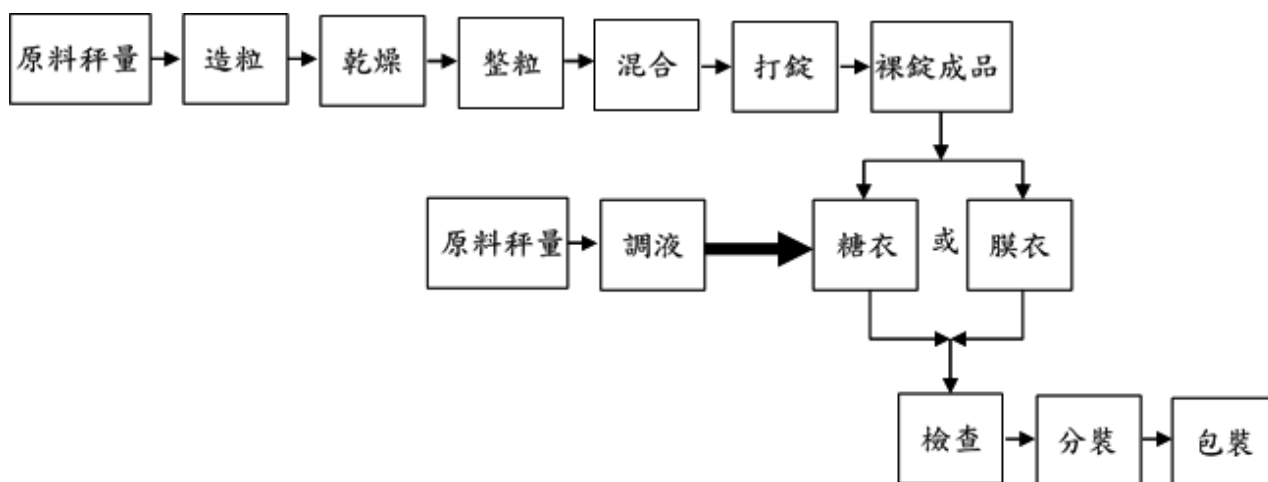 原料秤量
造粒
乾燥
整粒
混合
打錠
裸錠成品
原料秤量
調液
糖衣
或
膜衣
檢查
分裝
包裝